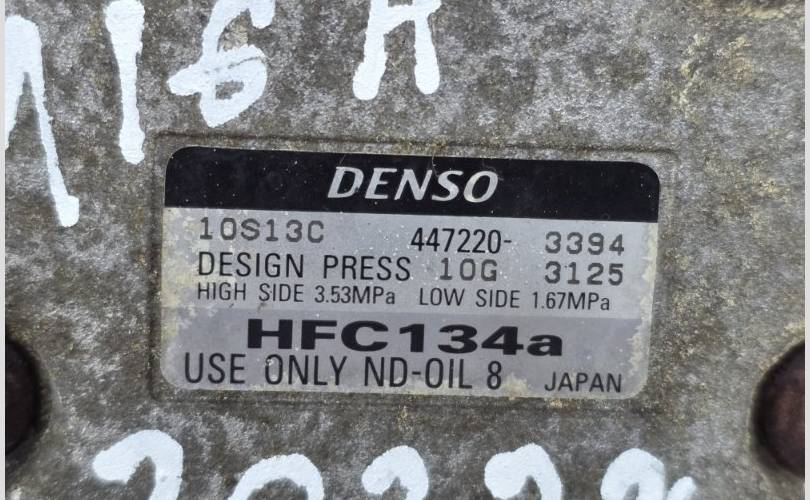 116 A
DENSO
10S13C 447220- 3394
DESIGN PRESS 10G 3125
HIGH SIDE 3.53MPa LOW SIDE 1.67MPa
HFC134a
USE ONLY ND-OIL 8 JAPAN